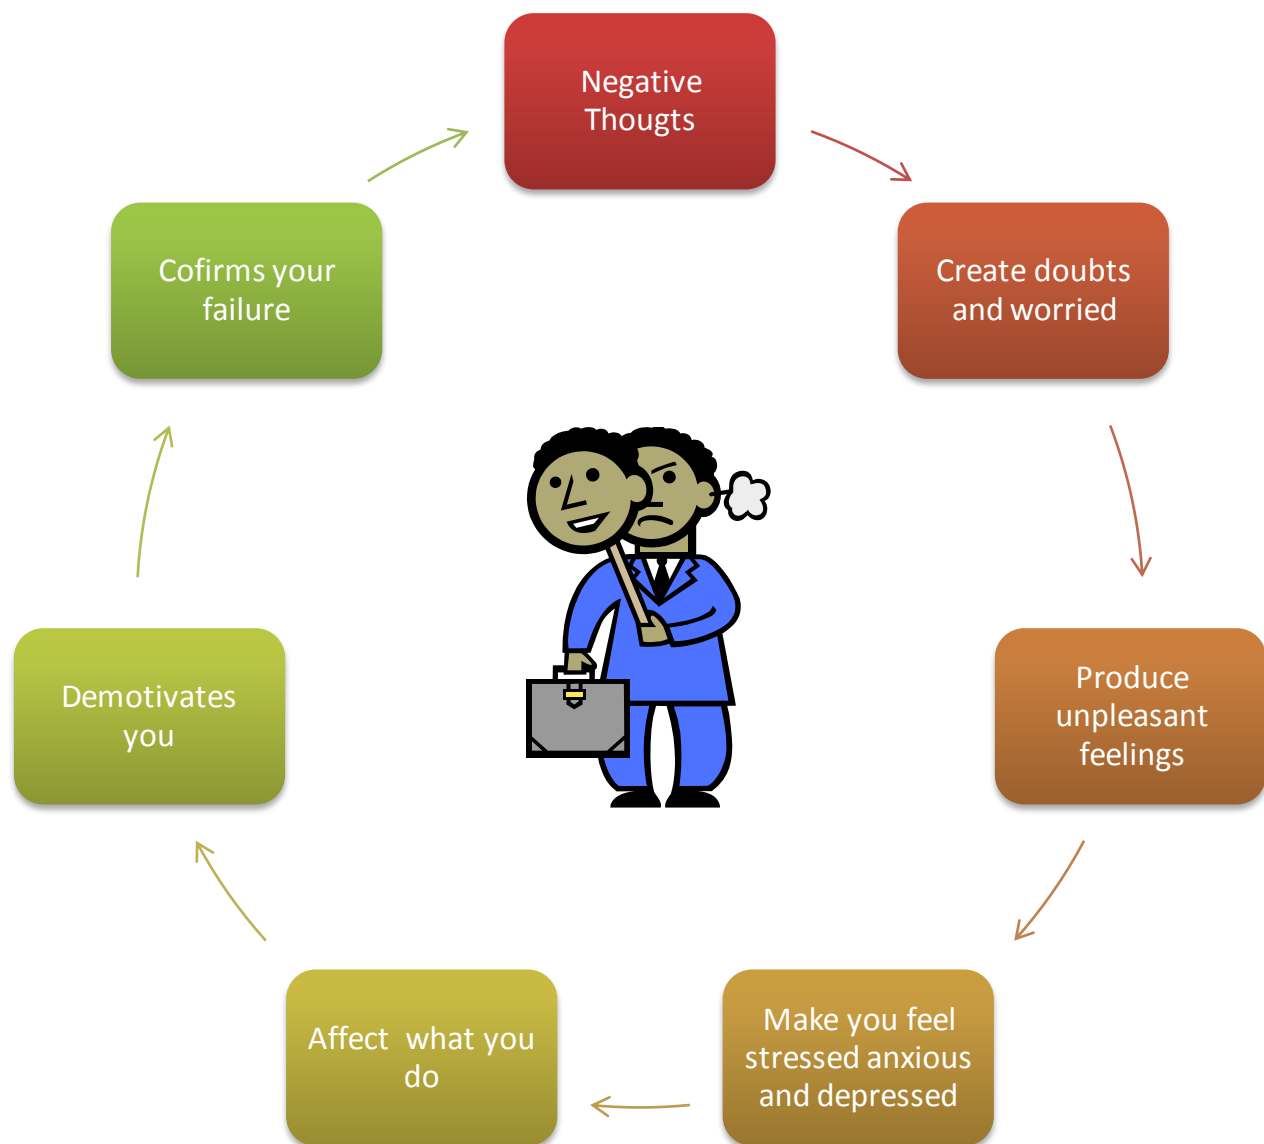 Negative
Thougts
Create doubts
and worried
Produce
unpleasant
feelings
Make you feel
stressed anxious
and depressed
Affect  what you
do
Demotivates
you
Cofirms your
failure